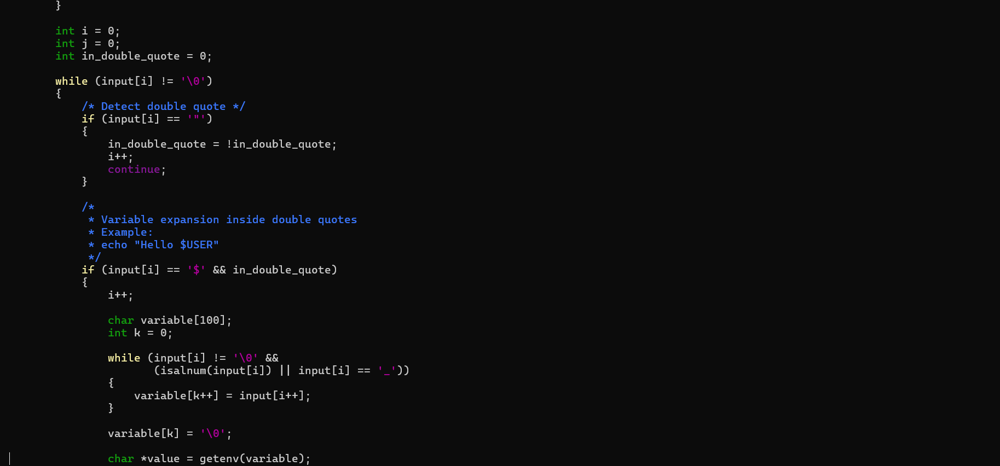 }
int i = 0;
int j = 0;
int in_double_quote = 0;
while (input[i] != '\0')
{
/* Detect double quote */
if (input[i] == '"')
{
in_double_quote = !in_double_quote;
i++;
continue;
}
/*
* Variable expansion inside double quotes
* Example:
* echo "Hello $USER"
*/
if (input[i] == '$' && in_double_quote)
{
i++;
char variable[100];
int k = 0;
while (input[i] != '\0' &&
(isalnum(input[i]) || input[i] == '_'))
{
variable[k++] = input[i++];
}
variable[k] = '\0';
char *value = getenv(variable);